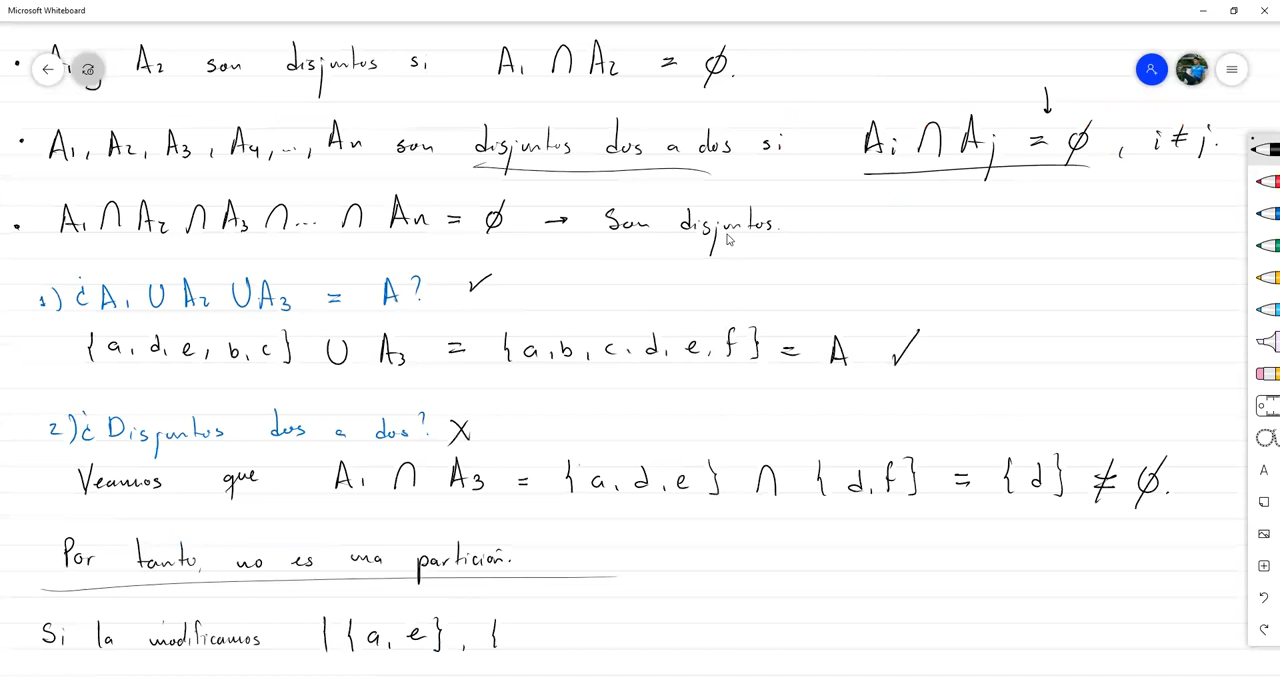 Microsoft Whiteboard
A₂ son disjuntos si A₁ ∩ A₂ = ∅.
• A₁, A₂, A₃, A₄, ..., An son disjuntos dos a dos si Ai ∩ Aj = ∅, i ≠ j.
• A₁ ∩ A₂ ∩ A₃ ∩ ... ∩ An = ∅ → Son disjuntos.
1) ¿ A₁ ∪ A₂ ∪ A₃ = A? ✓
{a, d, e, b, c} ∪ A₃ = {a, b, c, d, e, f} = A ✓
2) ¿ Disjuntos dos a dos? X
Veamos que A₁ ∩ A₃ = {a, d, e} ∩ {d, f} = {d} ≠ ∅.
Por tanto, no es una partición.
Si la modificamos {{a, e}, {